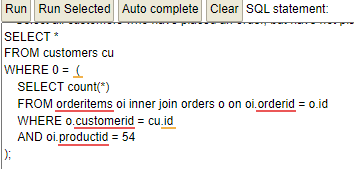 Run Run Selected Auto complete Clear SQL statement:
SELECT *
FROM customers cu
WHERE 0 = (
SELECT count(*)
FROM orderitems oi inner join orders o on oi.orderid = o.id
WHERE o.customerid = cu.id
AND oi.productid = 54
);